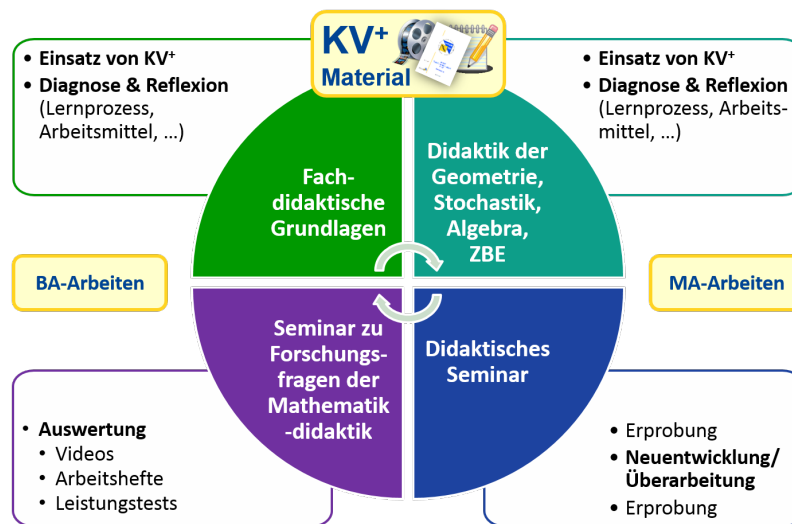 KV⁺
Material
• Einsatz von KV⁺
• Diagnose & Reflexion
(Lernprozess,
Arbeitsmittel, ...)
• Einsatz von KV⁺
• Diagnose & Reflexion
(Lernprozess, Arbeits-
mittel, ...)
Fach-
didaktische
Grundlagen
Didaktik der
Geometrie,
Stochastik,
Algebra,
ZBE
BA-Arbeiten
MA-Arbeiten
Seminar zu
Forschungs-
fragen der
Mathematik
-didaktik
Didaktisches
Seminar
• Auswertung
• Videos
• Arbeitshefte
• Leistungstests
• Erprobung
• Neuentwicklung/
Überarbeitung
• Erprobung